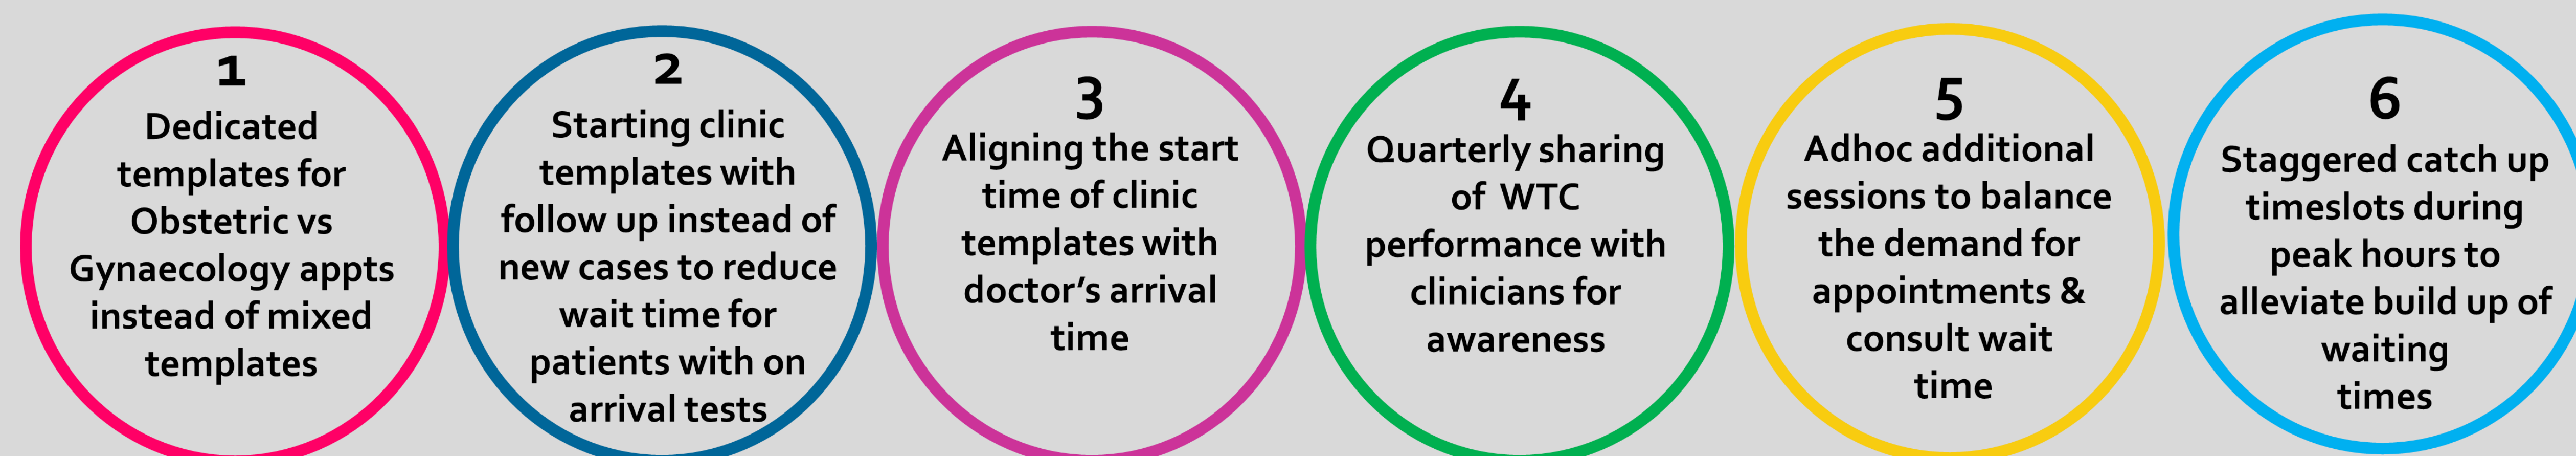 1
Dedicated
templates for
Obstetric vs
Gynaecology appts
instead of mixed
templates
2
Starting clinic
templates with
follow up instead of
new cases to reduce
wait time for
patients with on
arrival tests
3
Aligning the start
time of clinic
templates with
doctor's arrival
time
4
Quarterly sharing
of WTC
performance with
clinicians for
awareness
5
Adhoc additional
sessions to balance
the demand for
appointments &
consult wait
time
6
Staggered catch up
timeslots during
peak hours to
alleviate build up of
waiting
times